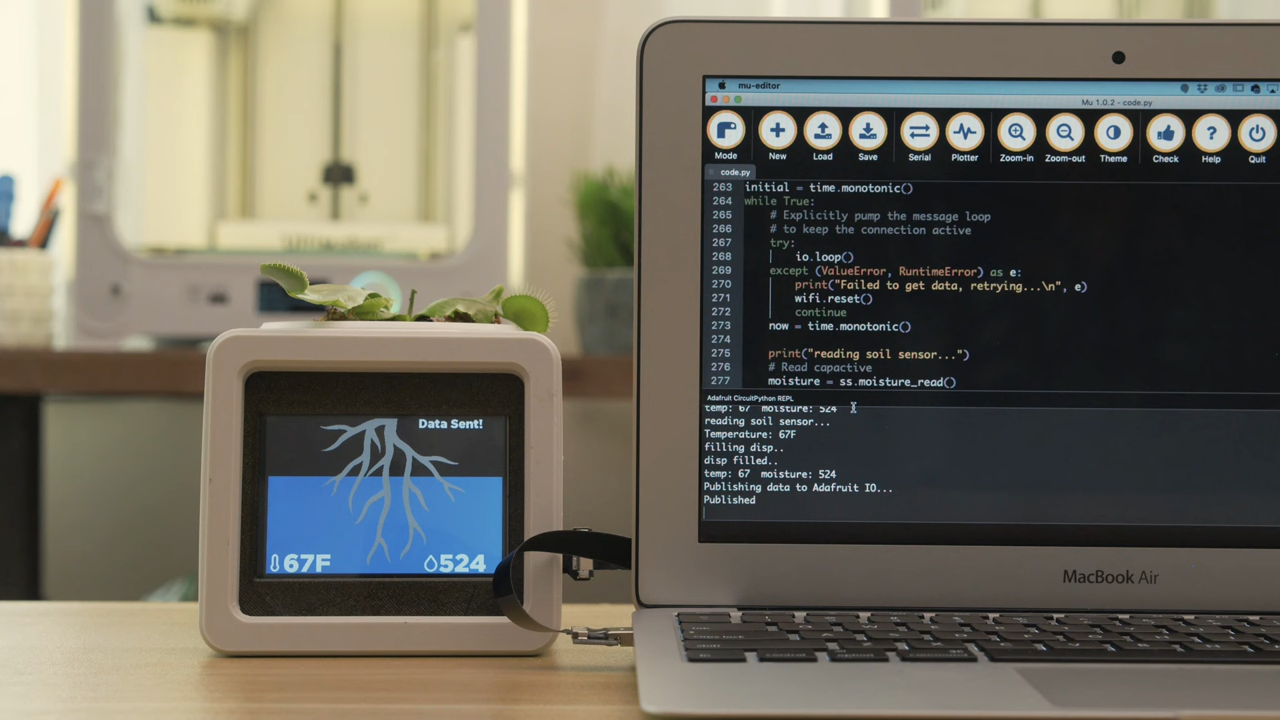 mu-editor
Mu 1.0.2 - code.py
Mode New Load Save Serial Plotter Zoom-in Zoom-out Theme Check Help Quit
code.py
263 initial = time.monotonic()
264 while True:
265 # Explicitly pump the message loop
266 # to keep the connection active
267 try:
268 io.loop()
269 except (ValueError, RuntimeError) as e:
270 print("Failed to get data, retrying...\n", e)
271 wifi.reset()
272 continue
273 now = time.monotonic()
274
275 print("reading soil sensor...")
276 # Read capactive
277 moisture = ss.moisture_read()
Adafruit CircuitPython REPL
temp: 67 moisture: 524
reading soil sensor...
Temperature: 67F
filling disp..
disp filled..
temp: 67 moisture: 524
Publishing data to Adafruit IO...
Published
MacBook Air
Data Sent!
67F 524